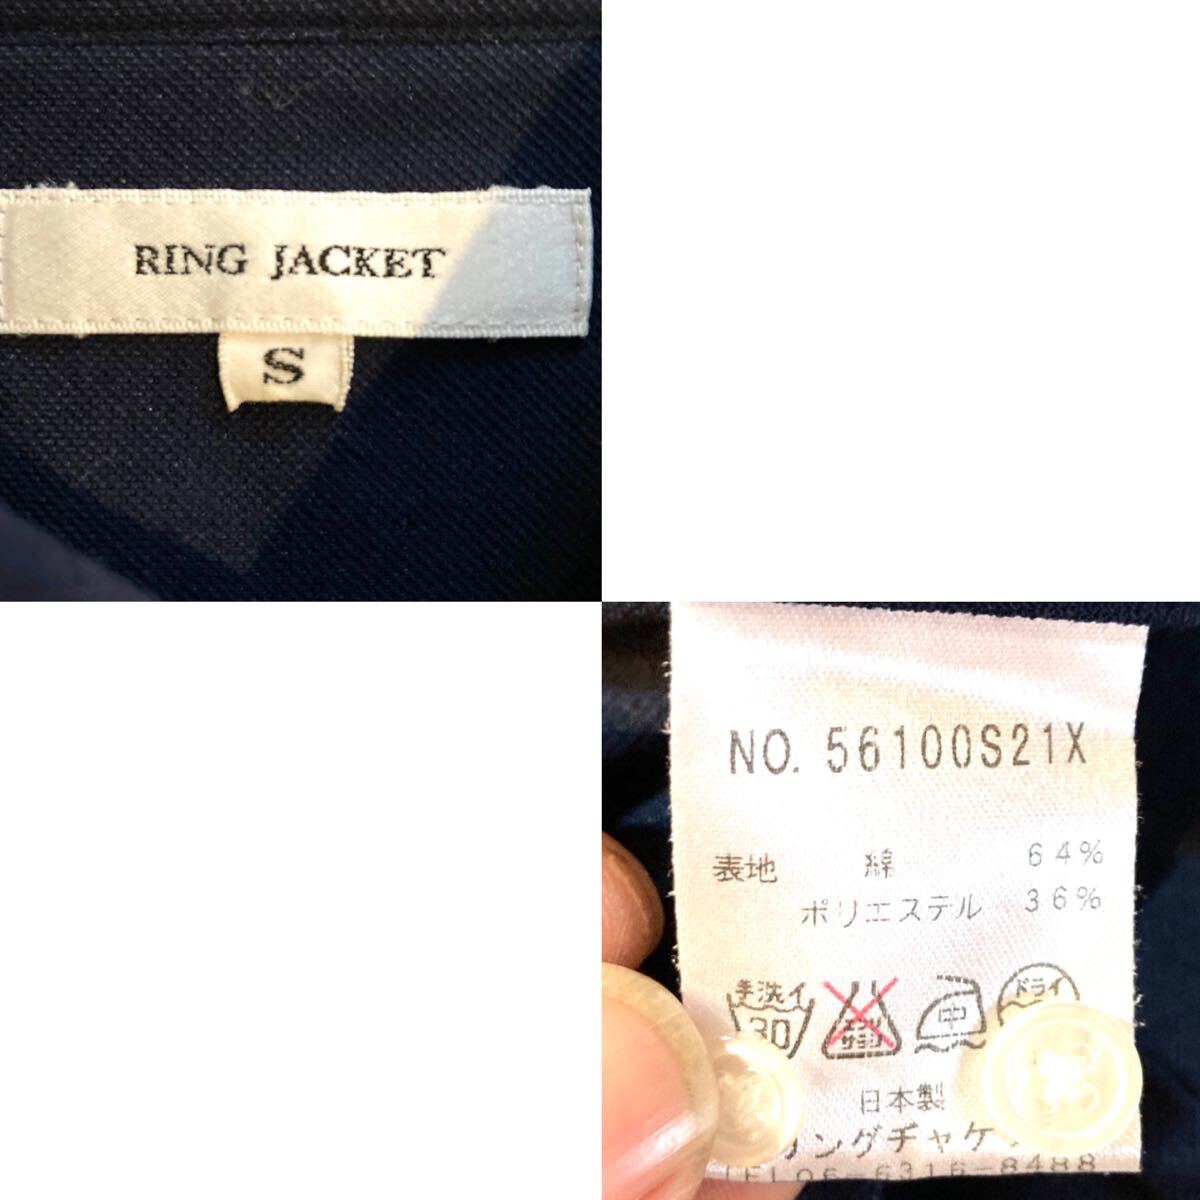 RING JACKET
S
NO. 56100S21X
表地 綿 64%
ポリエステル 36%
手洗イ 30 エンソサラシ 中 ドライ
日本製
リングヂャケ
TEL06-6316-8488